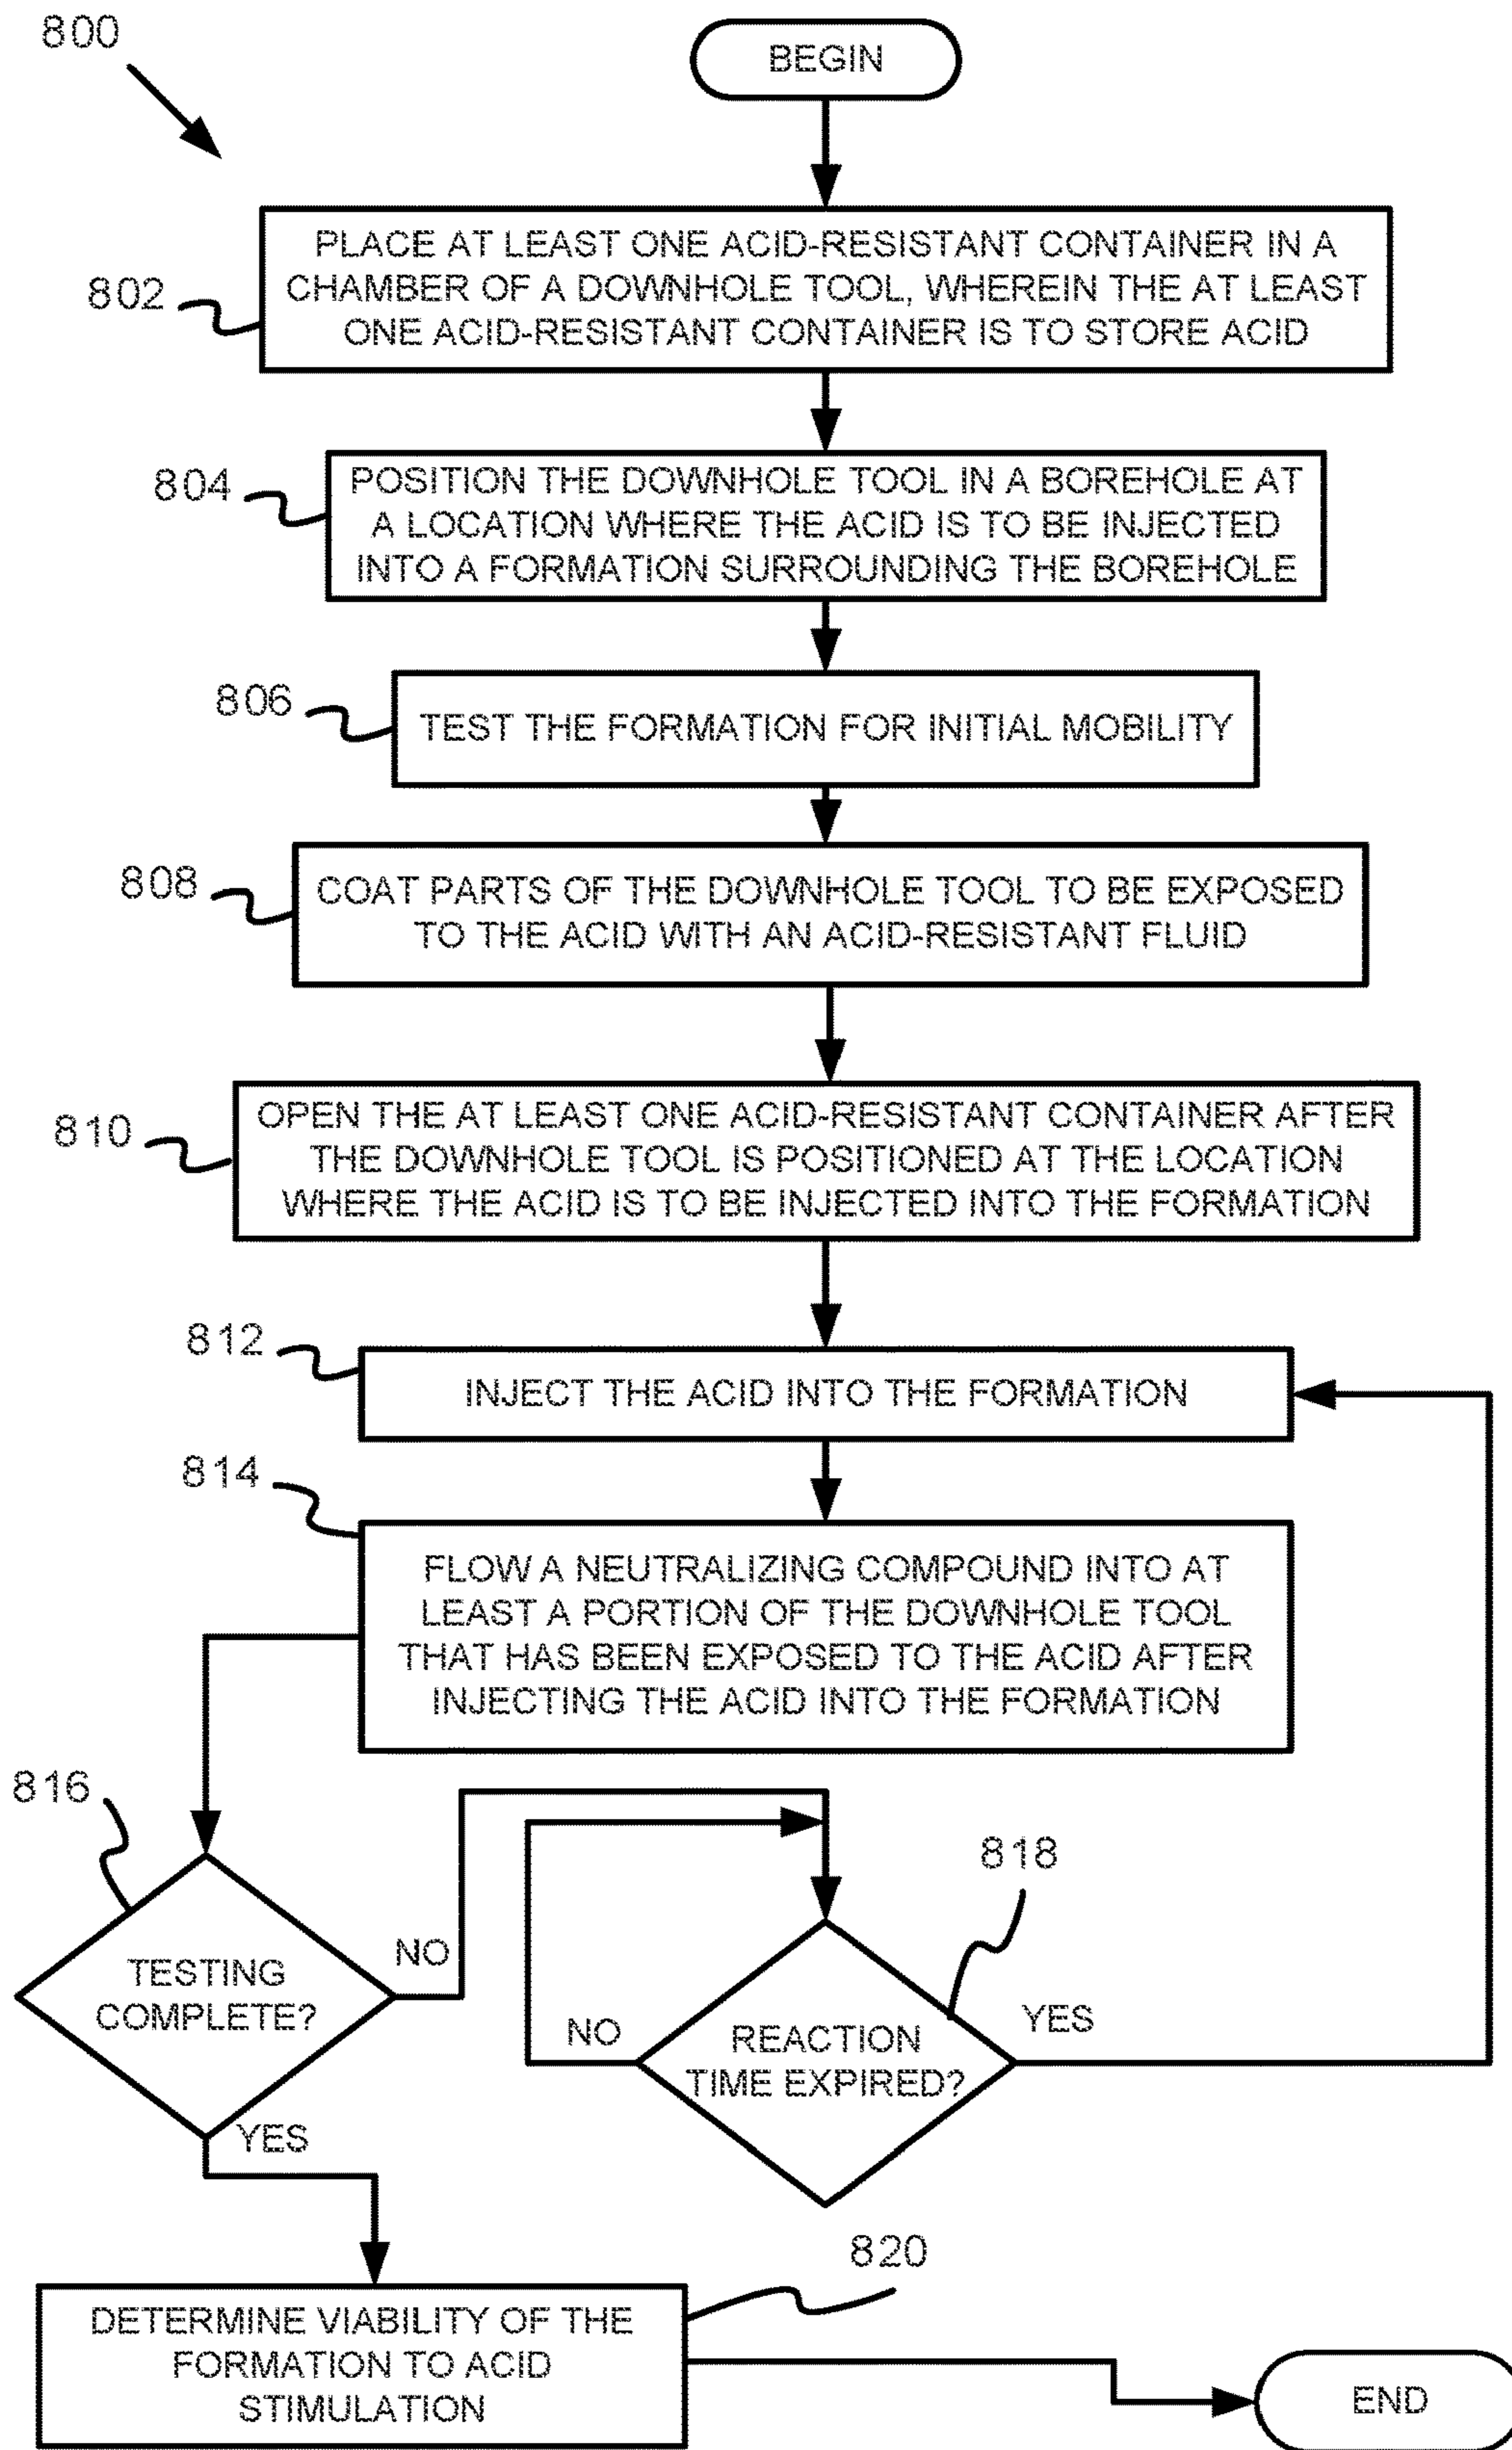 800
BEGIN
802
PLACE AT LEAST ONE ACID-RESISTANT CONTAINER IN A
CHAMBER OF A DOWNHOLE TOOL, WHEREIN THE AT LEAST
ONE ACID-RESISTANT CONTAINER IS TO STORE ACID
804
POSITION THE DOWNHOLE TOOL IN A BOREHOLE AT
A LOCATION WHERE THE ACID IS TO BE INJECTED
INTO A FORMATION SURROUNDING THE BOREHOLE
806
TEST THE FORMATION FOR INITIAL MOBILITY
808
COAT PARTS OF THE DOWNHOLE TOOL TO BE EXPOSED
TO THE ACID WITH AN ACID-RESISTANT FLUID
810
OPEN THE AT LEAST ONE ACID-RESISTANT CONTAINER AFTER
THE DOWNHOLE TOOL IS POSITIONED AT THE LOCATION
WHERE THE ACID IS TO BE INJECTED INTO THE FORMATION
812
INJECT THE ACID INTO THE FORMATION
814
FLOW A NEUTRALIZING COMPOUND INTO AT
LEAST A PORTION OF THE DOWNHOLE TOOL
THAT HAS BEEN EXPOSED TO THE ACID AFTER
INJECTING THE ACID INTO THE FORMATION
816
TESTING
COMPLETE?
NO
YES
818
REACTION
TIME EXPIRED?
NO
YES
820
DETERMINE VIABILITY OF THE
FORMATION TO ACID
STIMULATION
END